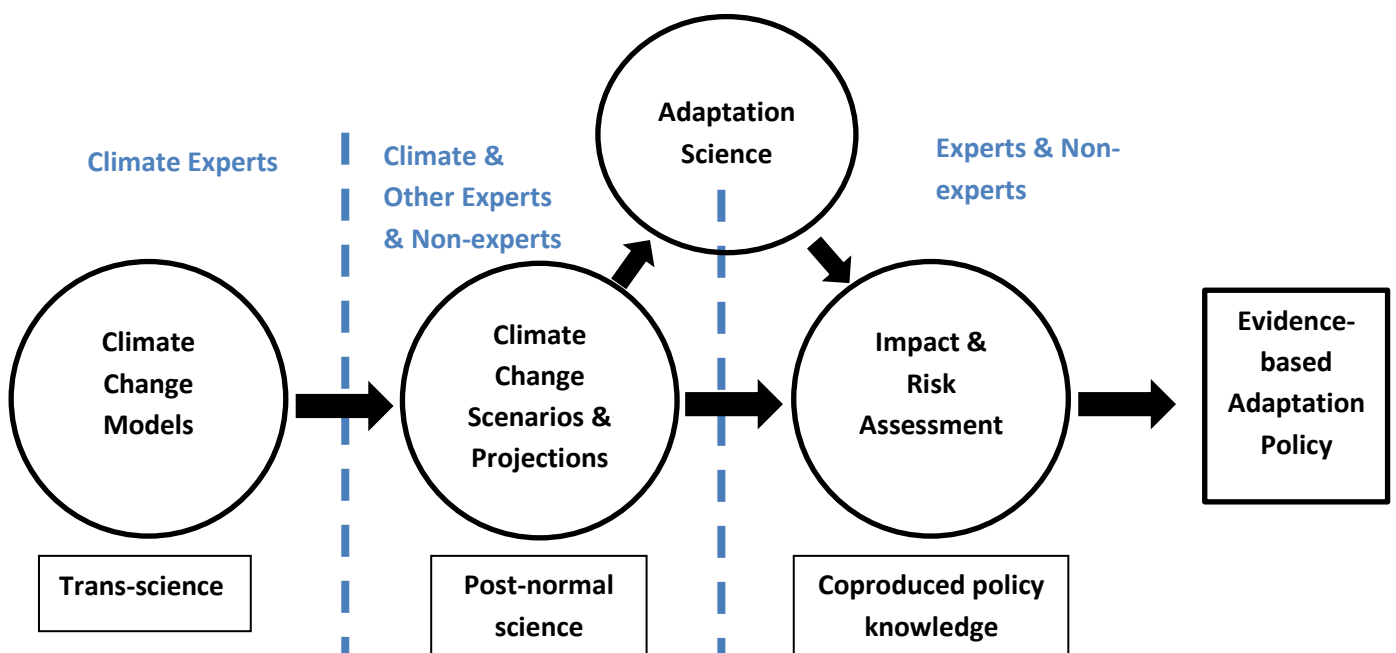 Climate Experts
Climate &
Other Experts
& Non-experts
Adaptation
Science
Experts & Non-
experts
Climate
Change
Models
Climate
Change
Scenarios &
Projections
Impact &
Risk
Assessment
Evidence-
based
Adaptation
Policy
Trans-science
Post-normal
science
Coproduced policy
knowledge